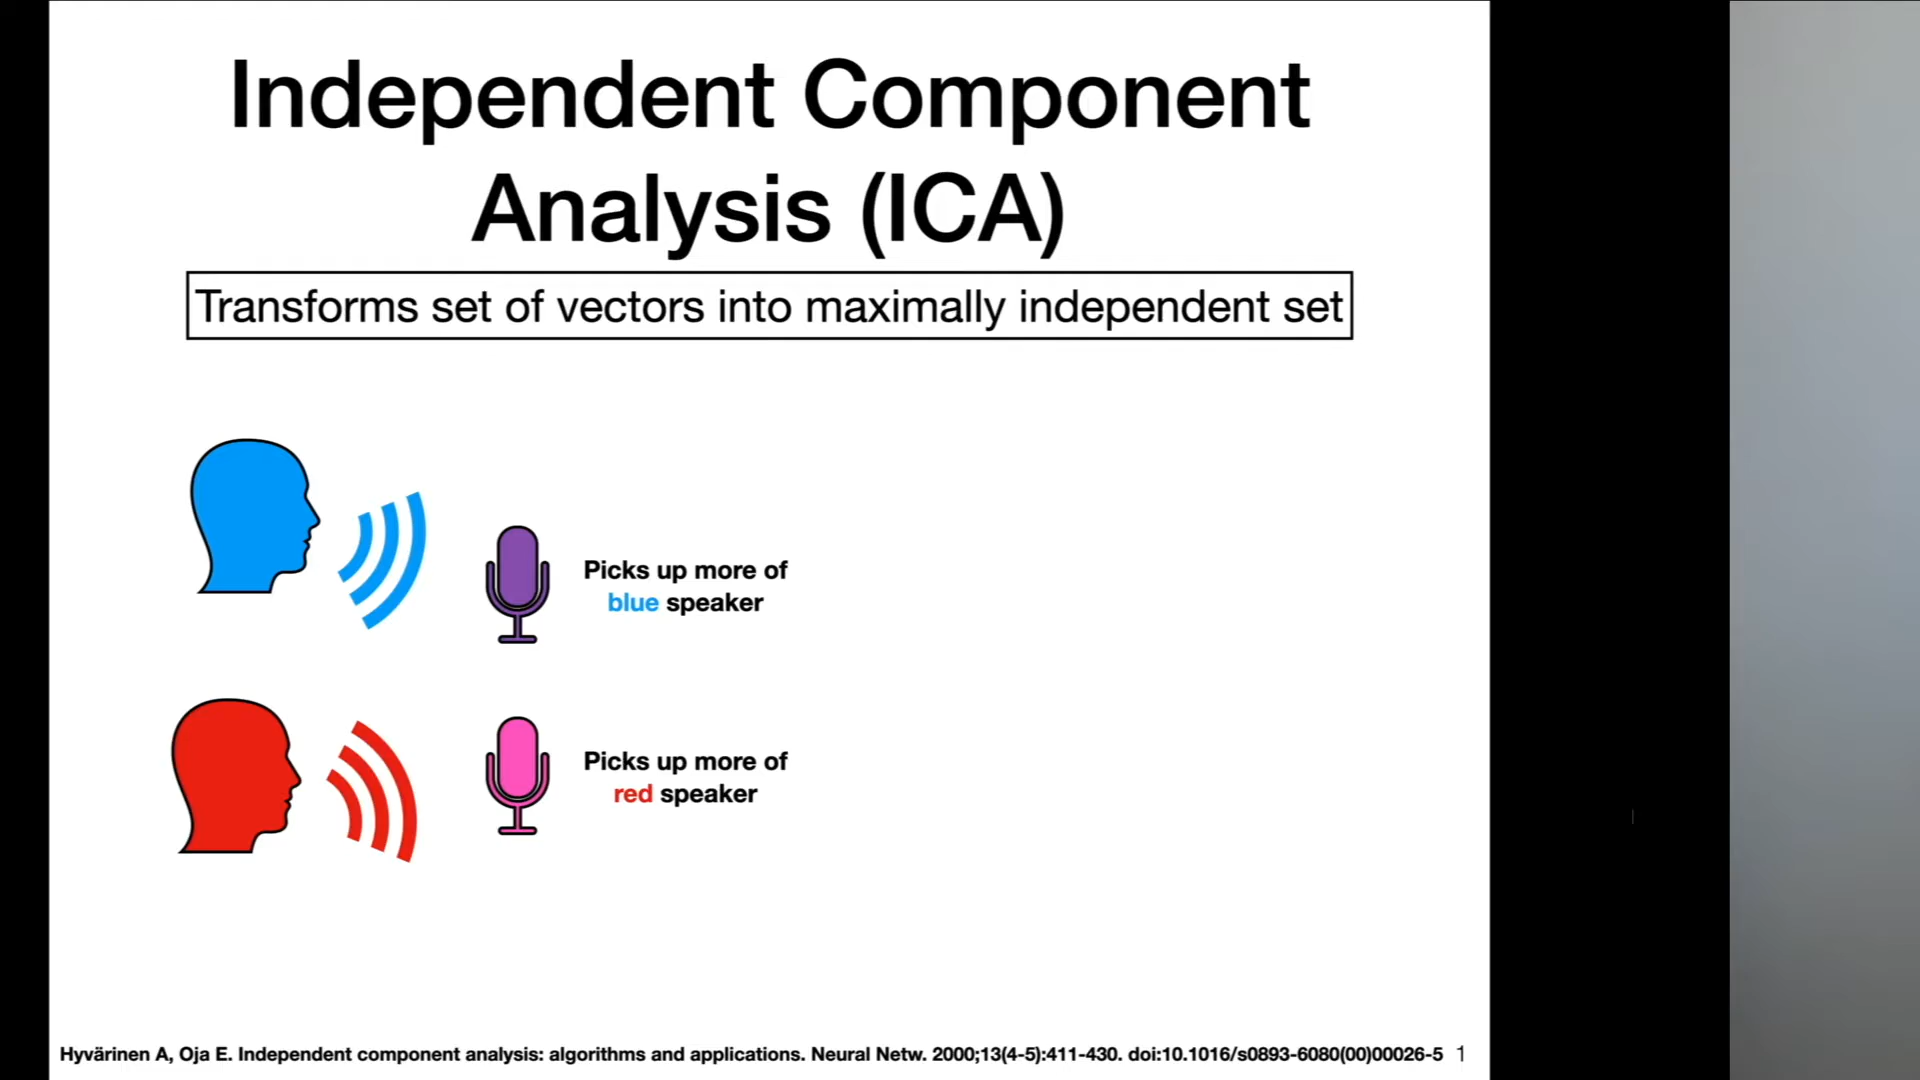 Independent Component
Analysis (ICA)
Transforms set of vectors into maximally independent set
Picks up more of
blue speaker
Picks up more of
red speaker
Hyvärinen A, Oja E. Independent component analysis: algorithms and applications. Neural Netw. 2000;13(4-5):411-430. doi:10.1016/s0893-6080(00)00026-5 1